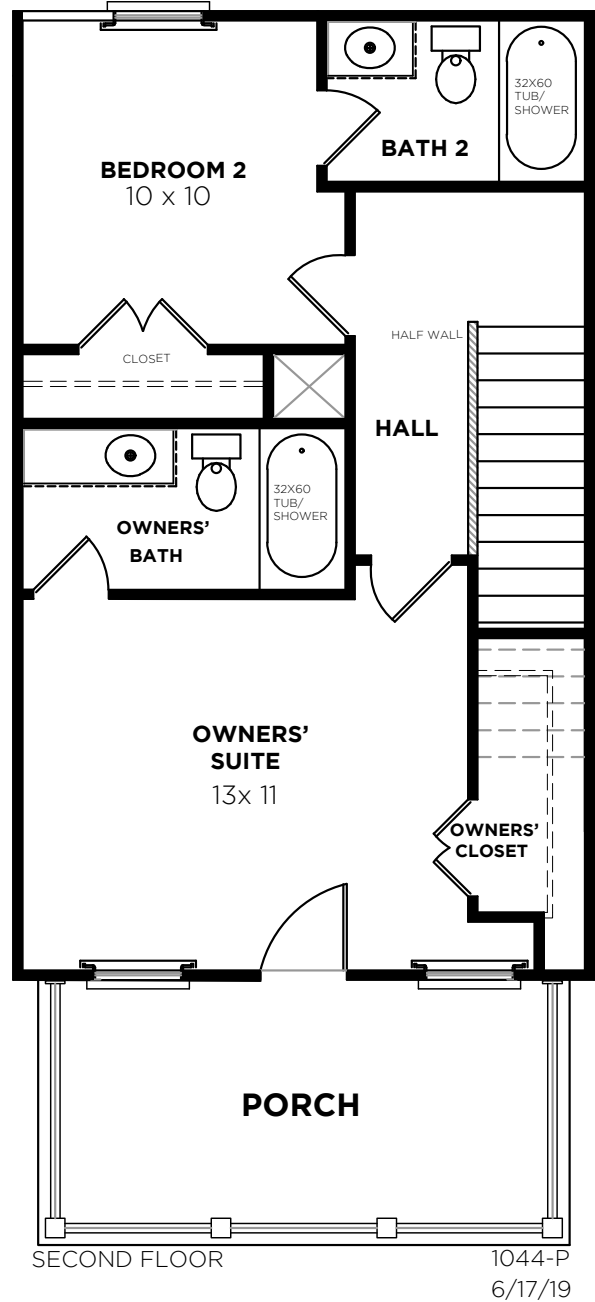 32X60
TUB/
SHOWER
BATH 2
BEDROOM 2
10 x 10
HALF WALL
CLOSET
HALL
32X60
TUB/
SHOWER
OWNERS’
BATH
OWNERS’
SUITE
13x 11
OWNERS’
CLOSET
PORCH
SECOND FLOOR
1044-P
6/17/19